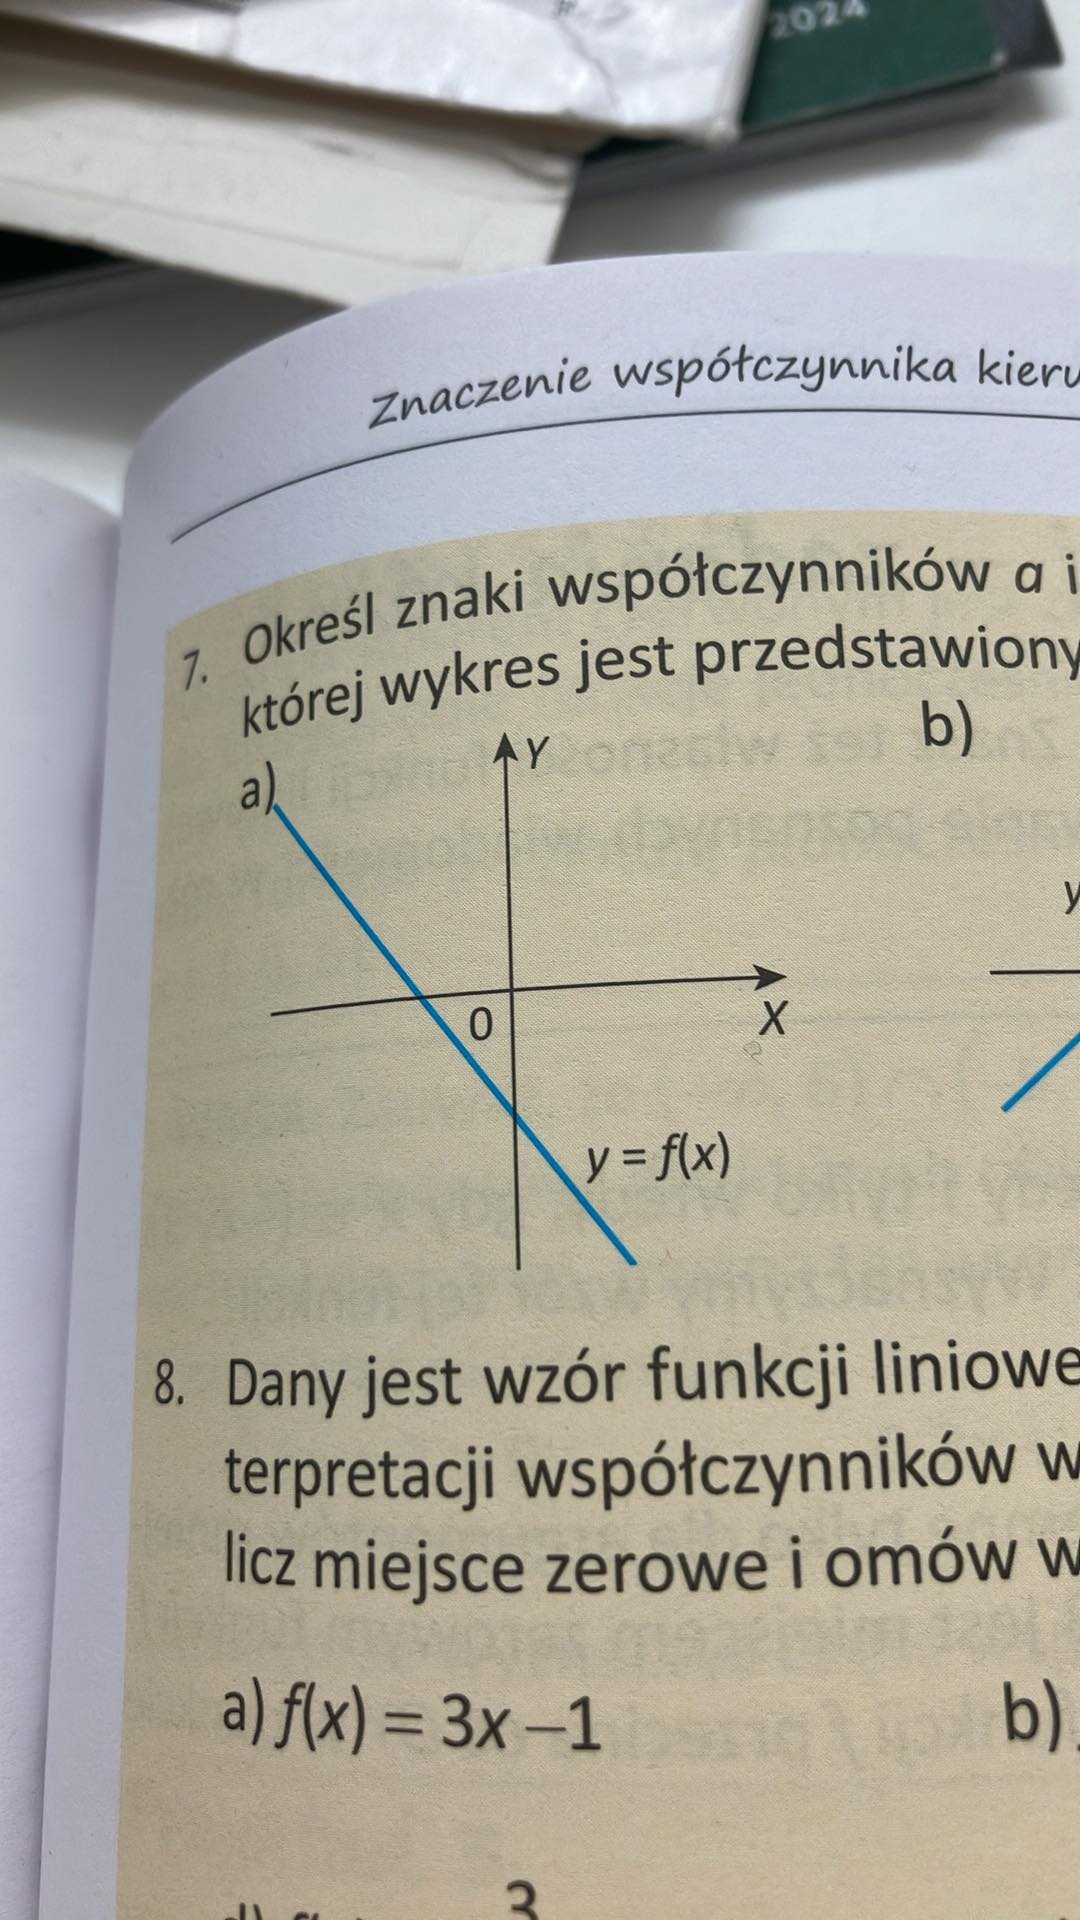 2024
Znaczenie współczynnika kieru
7. Określ znaki współczynników a i
której wykres jest przedstawiony
a)
Y
b)
y
0
X
y = f(x)
8. Dany jest wzór funkcji liniowe
terpretacji współczynników w
licz miejsce zerowe i omów w
a) f(x) = 3x –1
b)
3